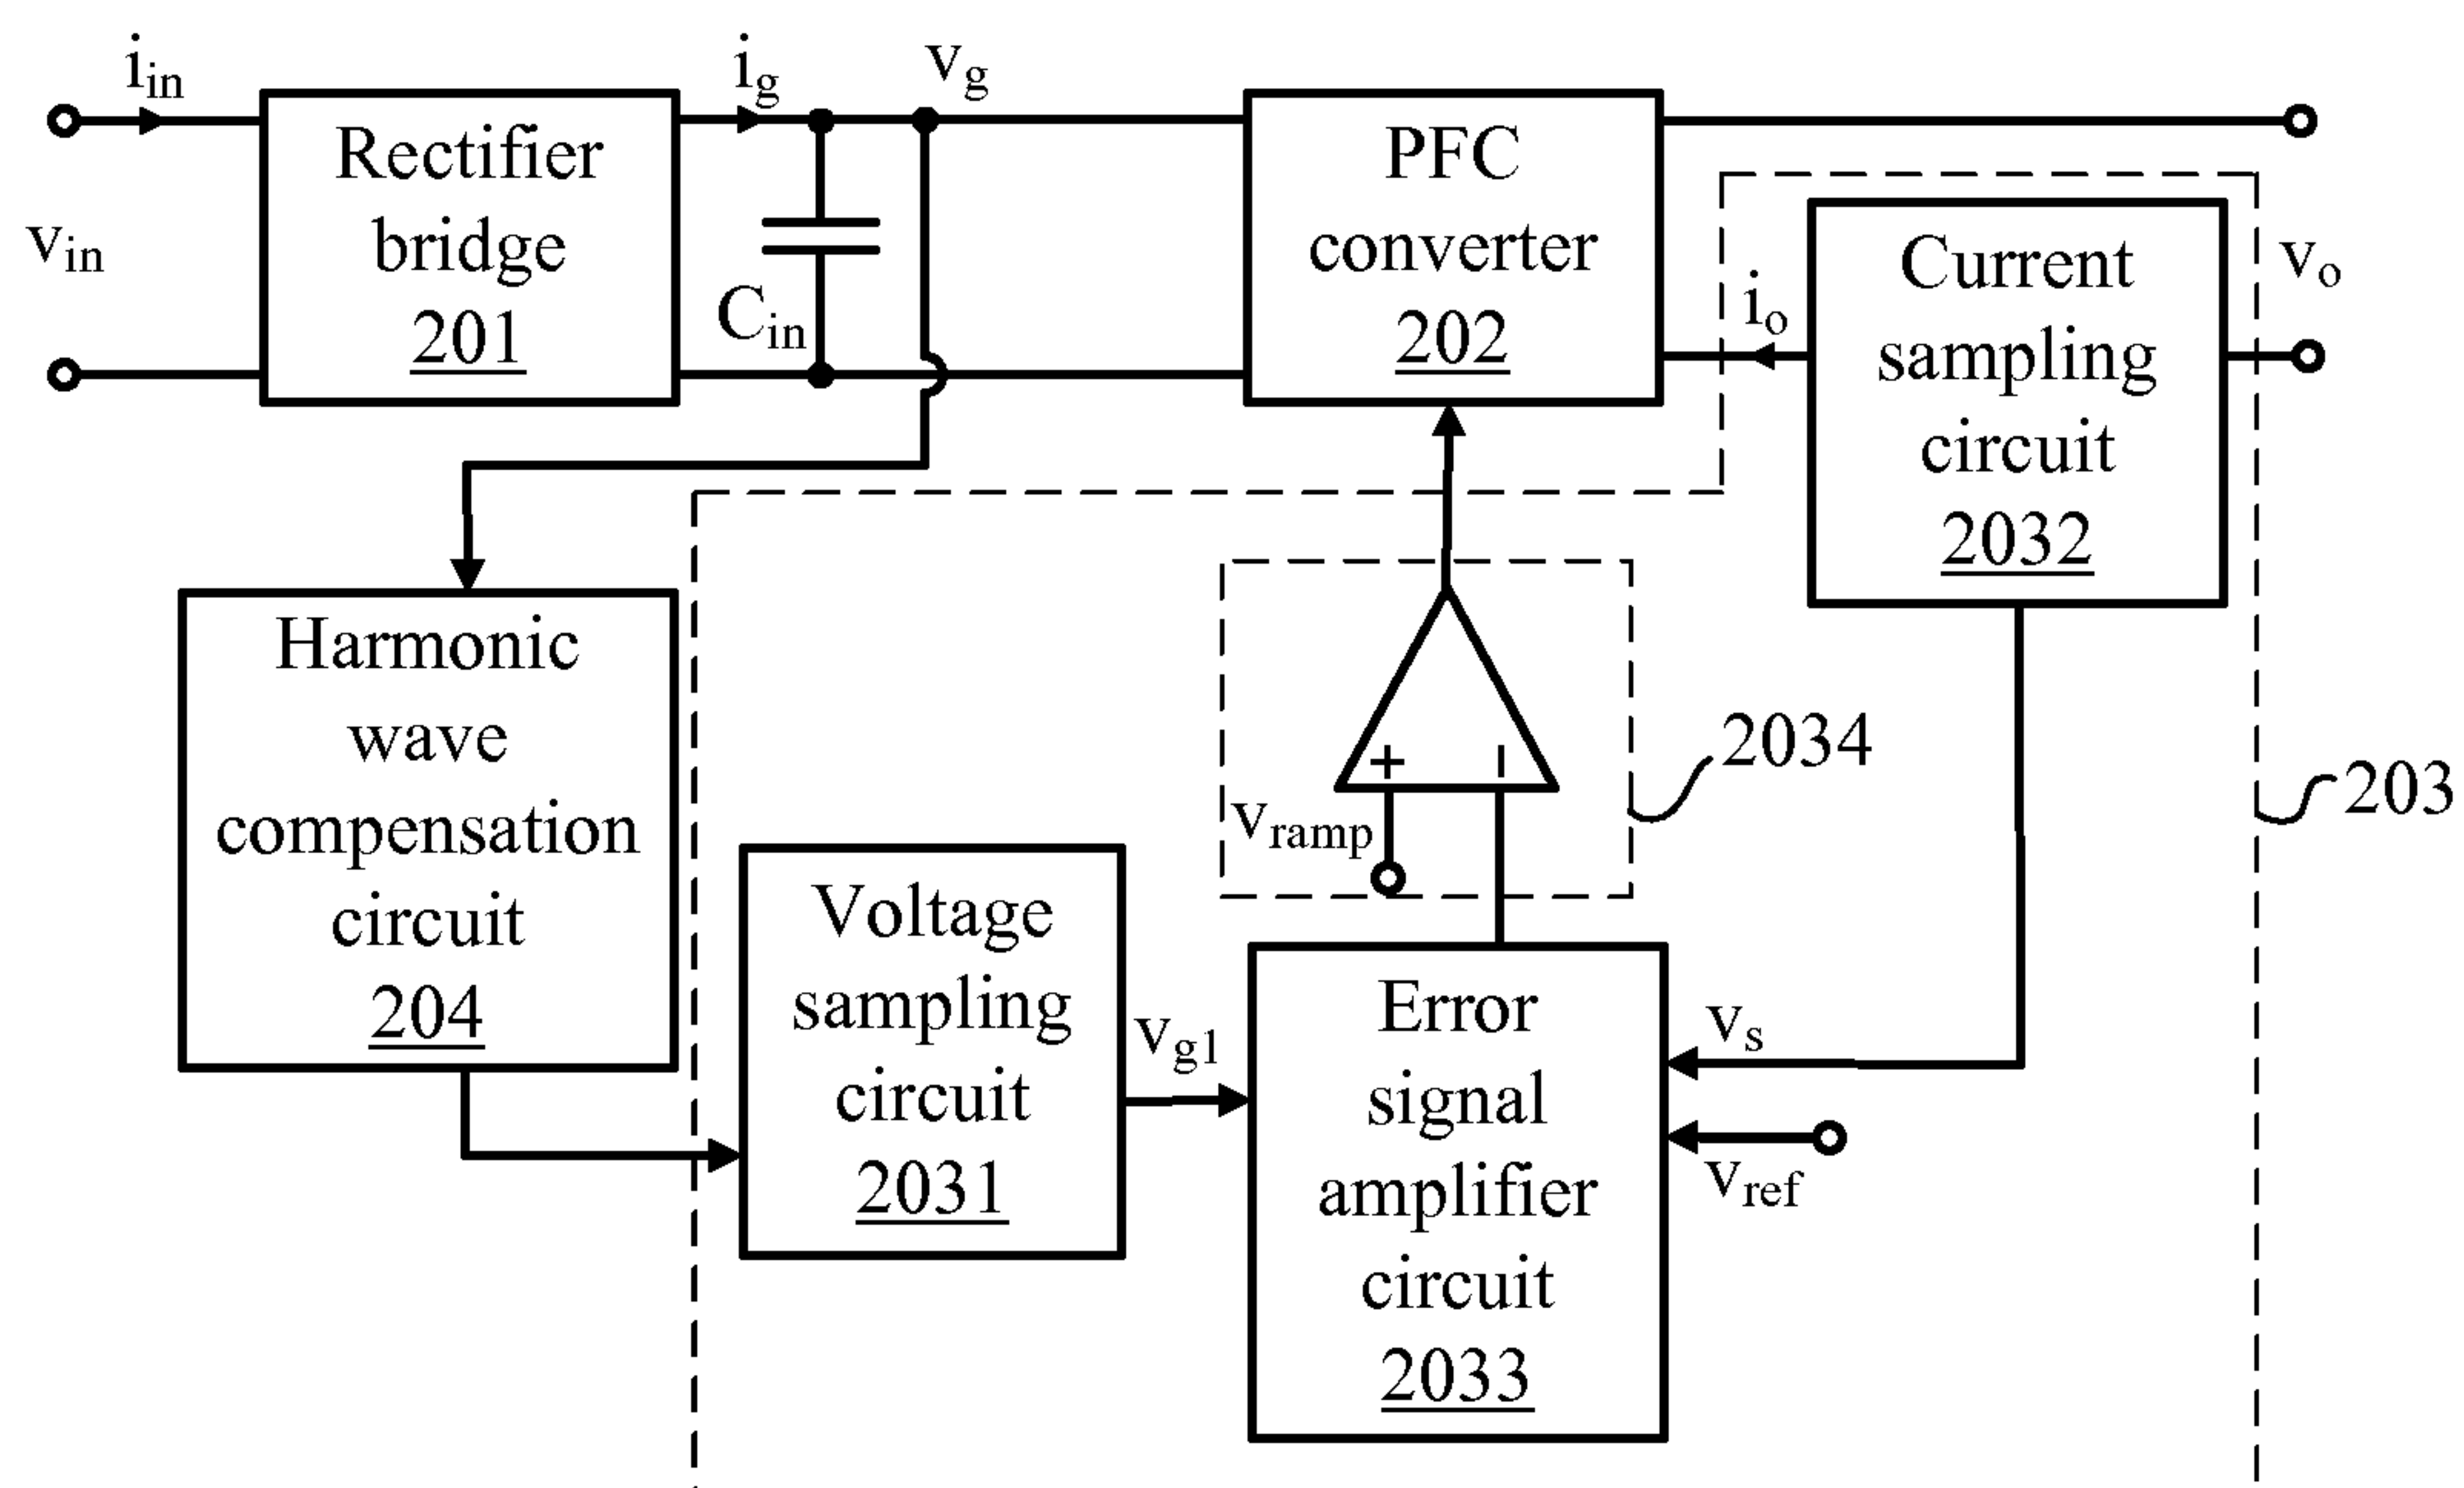 i_in
i_g
v_g
v_in
Rectifier
bridge
201
C_in
PFC
converter
202
i_o
Current
sampling
circuit
2032
v_o
Harmonic
wave
compensation
circuit
204
+
−
v_ramp
2034
203
Voltage
sampling
circuit
2031
v_g1
Error
signal
amplifier
circuit
2033
v_s
v_ref